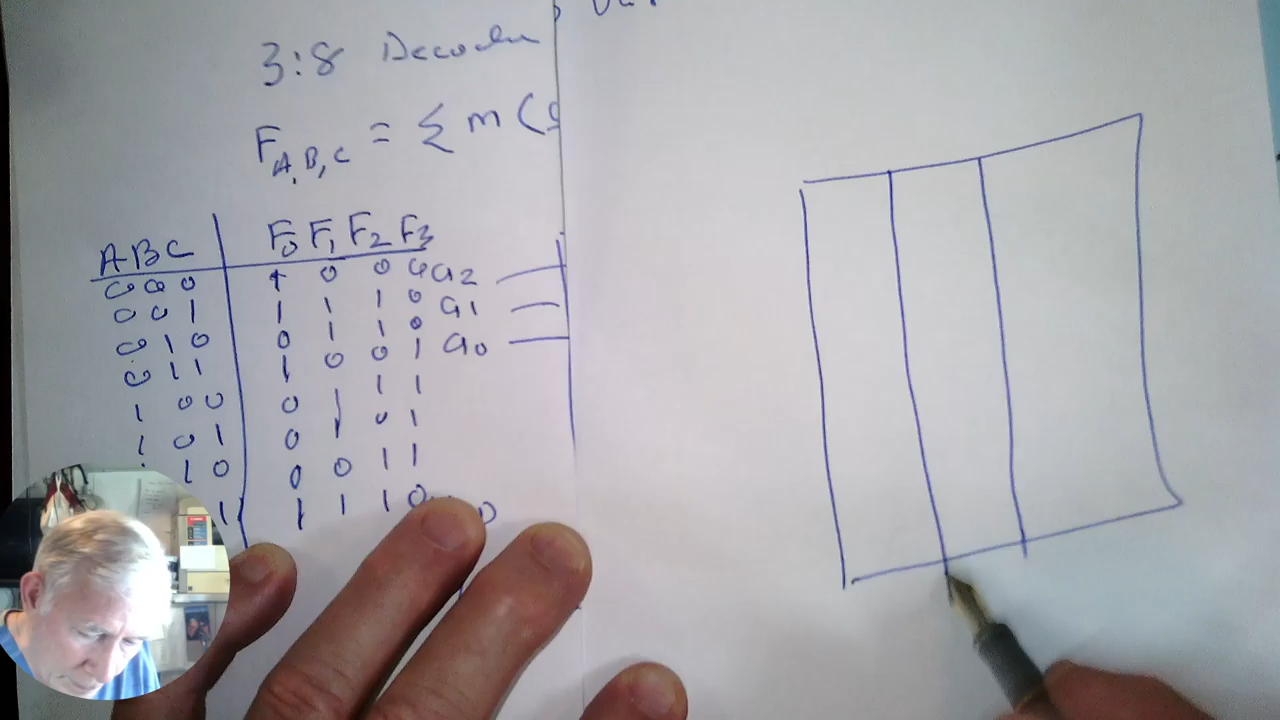 3:8 Decoder
F A,B,C = Σ m (
A B C F0 F1 F2 F3
0 0 0 1 0 0 0 a2
0 0 1 1 1 1 0 a1
0 1 0 0 1 1 0 a0
0 1 1 1 0 0 1
1 0 0 0 1 1 1
1 0 1 0 1 0 1
1 0 0 0 1 1
1 1 1 1 0